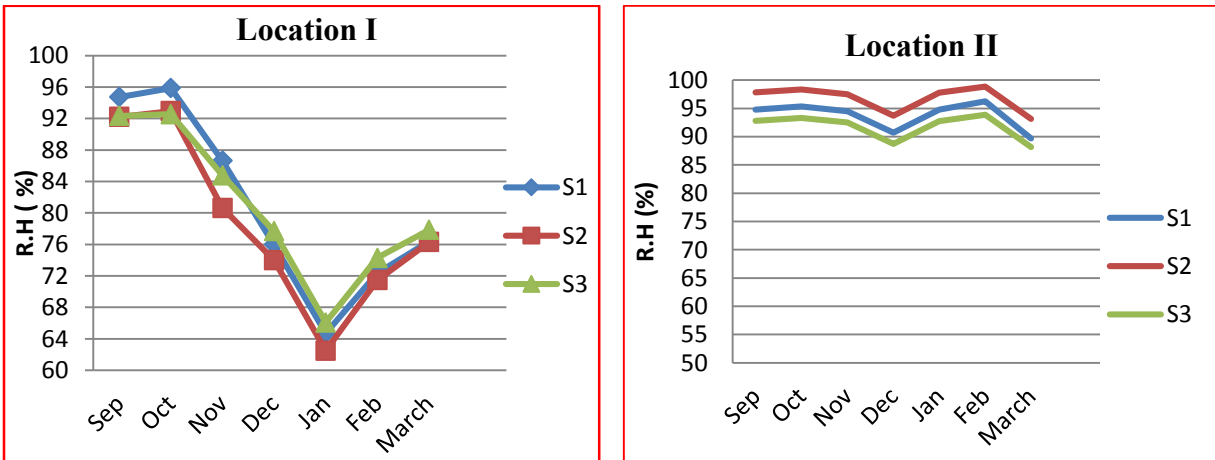 Location I
R.H ( %)
100
96
92
88
84
80
76
72
68
64
60
Sep
Oct
Nov
Dec
Jan
Feb
March
S1
S2
S3
Location II
R.H (%)
100
95
90
85
80
75
70
65
60
55
50
Sep
Oct
Nov
Dec
Jan
Feb
March
S1
S2
S3